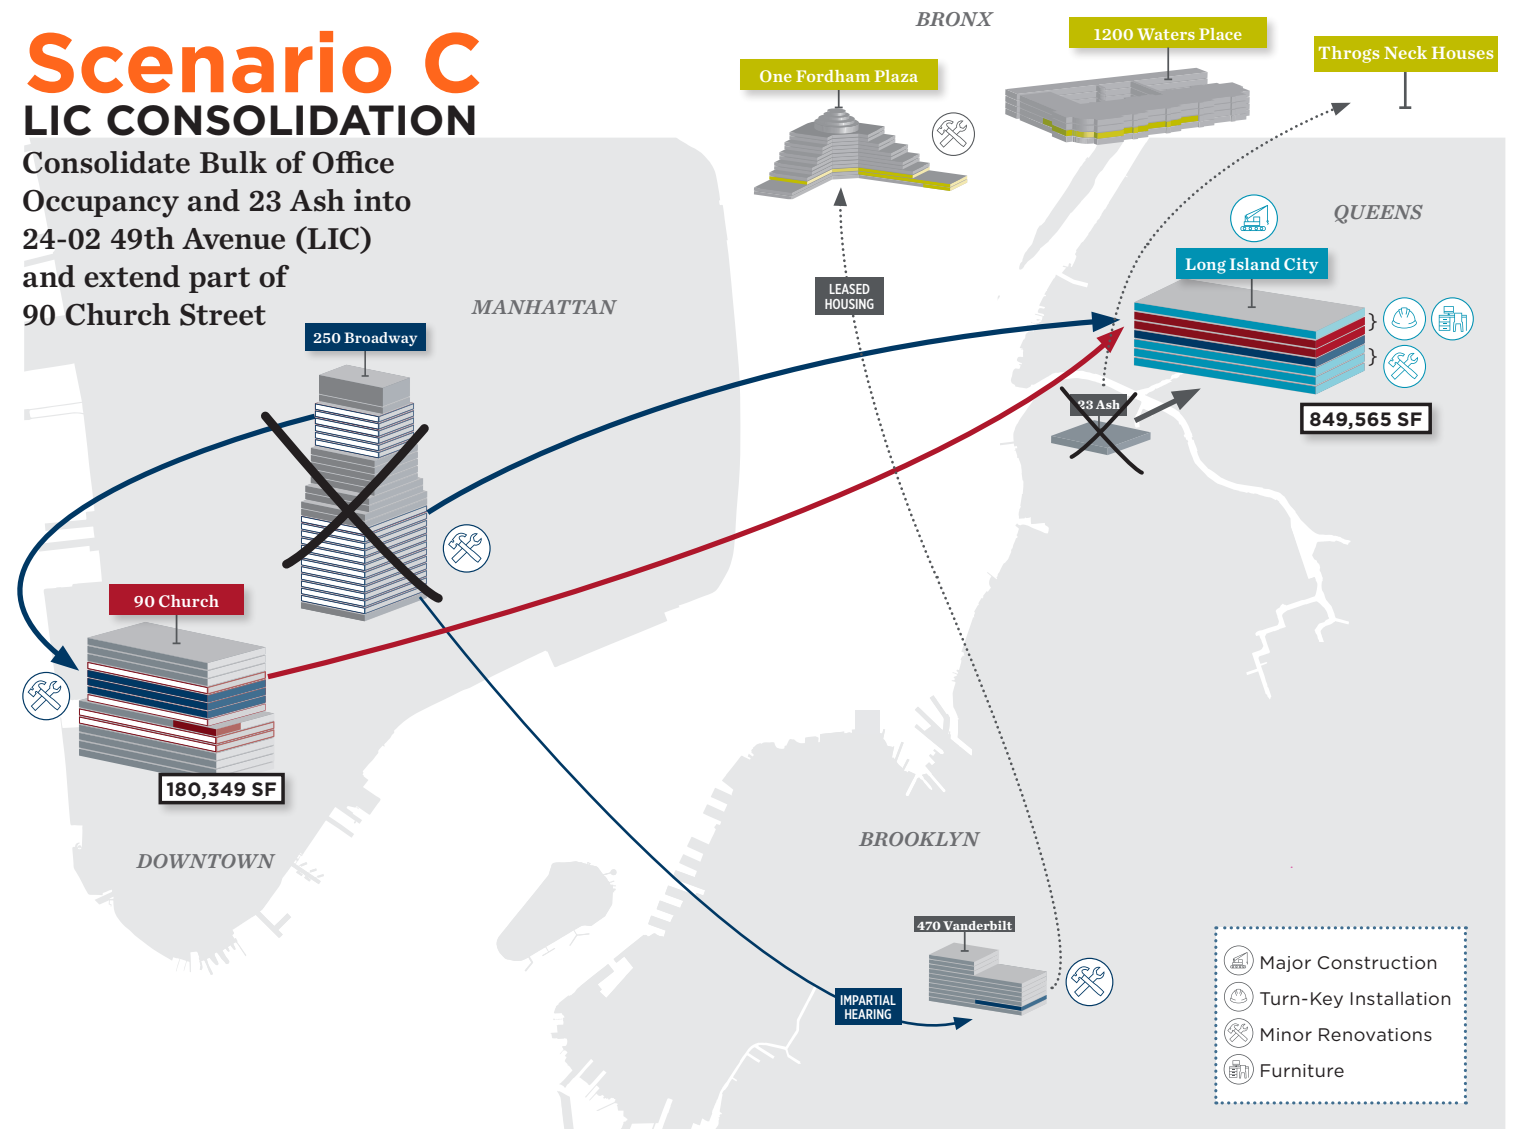 Scenario C
LIC CONSOLIDATION
Consolidate Bulk of Office
Occupancy and 23 Ash into
24-02 49th Avenue (LIC)
and extend part of
90 Church Street
BRONX
1200 Waters Place
Throgs Neck Houses
One Fordham Plaza
QUEENS
Long Island City
LEASED
HOUSING
MANHATTAN
250 Broadway
}
}
23 Ash
849,565 SF
90 Church
180,349 SF
DOWNTOWN
BROOKLYN
470 Vanderbilt
IMPARTIAL
HEARING
Major Construction
Turn-Key Installation
Minor Renovations
Furniture